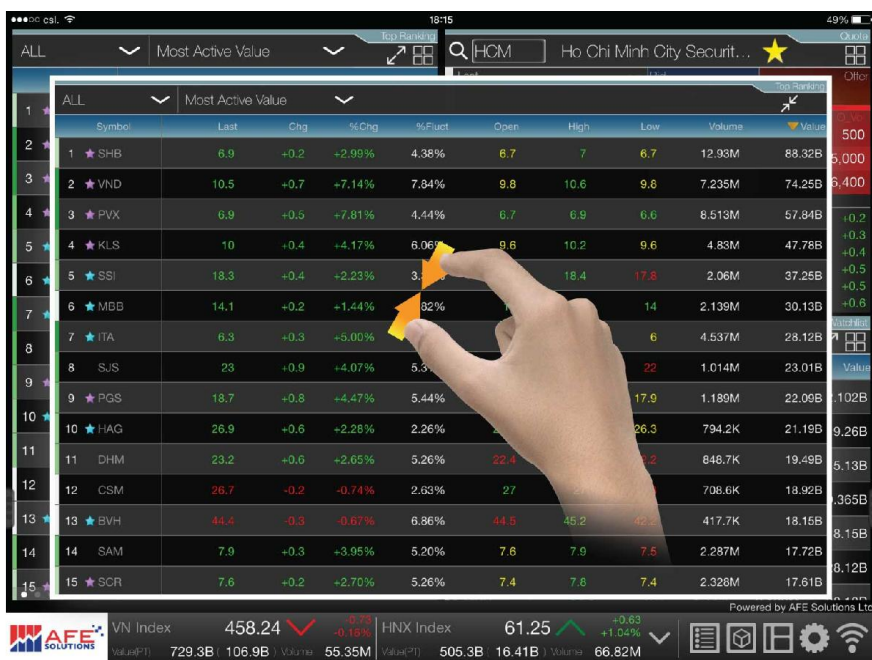 csl. 18:15 49%
ALL Most Active Value Top Ranking HCM Ho Chi Minh City Securit... Quote
Offer
ALL Most Active Value Top Ranking
Symbol Last Chg %Chg %Fluct Open High Low Volume Value
1 SHB 6.9 +0.2 +2.99% 4.38% 6.7 7 6.7 12.93M 88.32B
2 VND 10.5 +0.7 +7.14% 7.84% 9.8 10.6 9.8 7.235M 74.25B
3 PVX 6.9 +0.5 +7.81% 4.44% 6.7 6.9 6.6 8.513M 57.84B
4 KLS 10 +0.4 +4.17% 9.6 10.2 9.6 4.83M 47.78B
5 SSI 18.3 +0.4 +2.23% 18.4 17.8 2.06M 37.25B
6 MBB 14.1 +0.2 +1.44% 14 2.139M 30.13B
7 ITA 6.3 +0.3 +5.00% 6 4.537M 28.12B
8 SJS 23 +0.9 +4.07% 22 1.014M 23.01B
9 PGS 18.7 +0.8 +4.47% 5.44% 17.9 1.189M 22.09B
10 HAG 26.9 +0.6 +2.28% 2.26% 26.3 794.2K 21.19B
11 DHM 23.2 +0.6 +2.65% 5.26% 22.4 848.7K 19.49B
12 CSM 26.7 -0.2 -0.74% 2.63% 27 708.6K 18.92B
13 BVH 44.4 -0.3 -0.67% 6.86% 44.5 45.2 417.7K 18.15B
14 SAM 7.9 +0.3 +3.95% 5.20% 7.6 7.9 7.5 2.287M 17.72B
15 SCR 7.6 +0.2 +2.70% 5.26% 7.4 7.8 7.4 2.328M 17.61B
1
2
3
4
5
6
7
8
9
10
11
12
13
14
15
500
5,000
6,400
+0.2
+0.3
+0.4
+0.5
+0.5
+0.6
Watchlist
Value
.102B
9.26B
5.13B
.365B
8.15B
8.12B
Powered by AFE Solutions Ltd
AFE SOLUTIONS VN Index 458.24 -0.73 -0.16% HNX Index 61.25 +0.63 +1.04%
Value(PT) 729.3B ( 106.9B ) Volume 55.35M Value(PT) 505.3B ( 16.41B ) Volume 66.82M